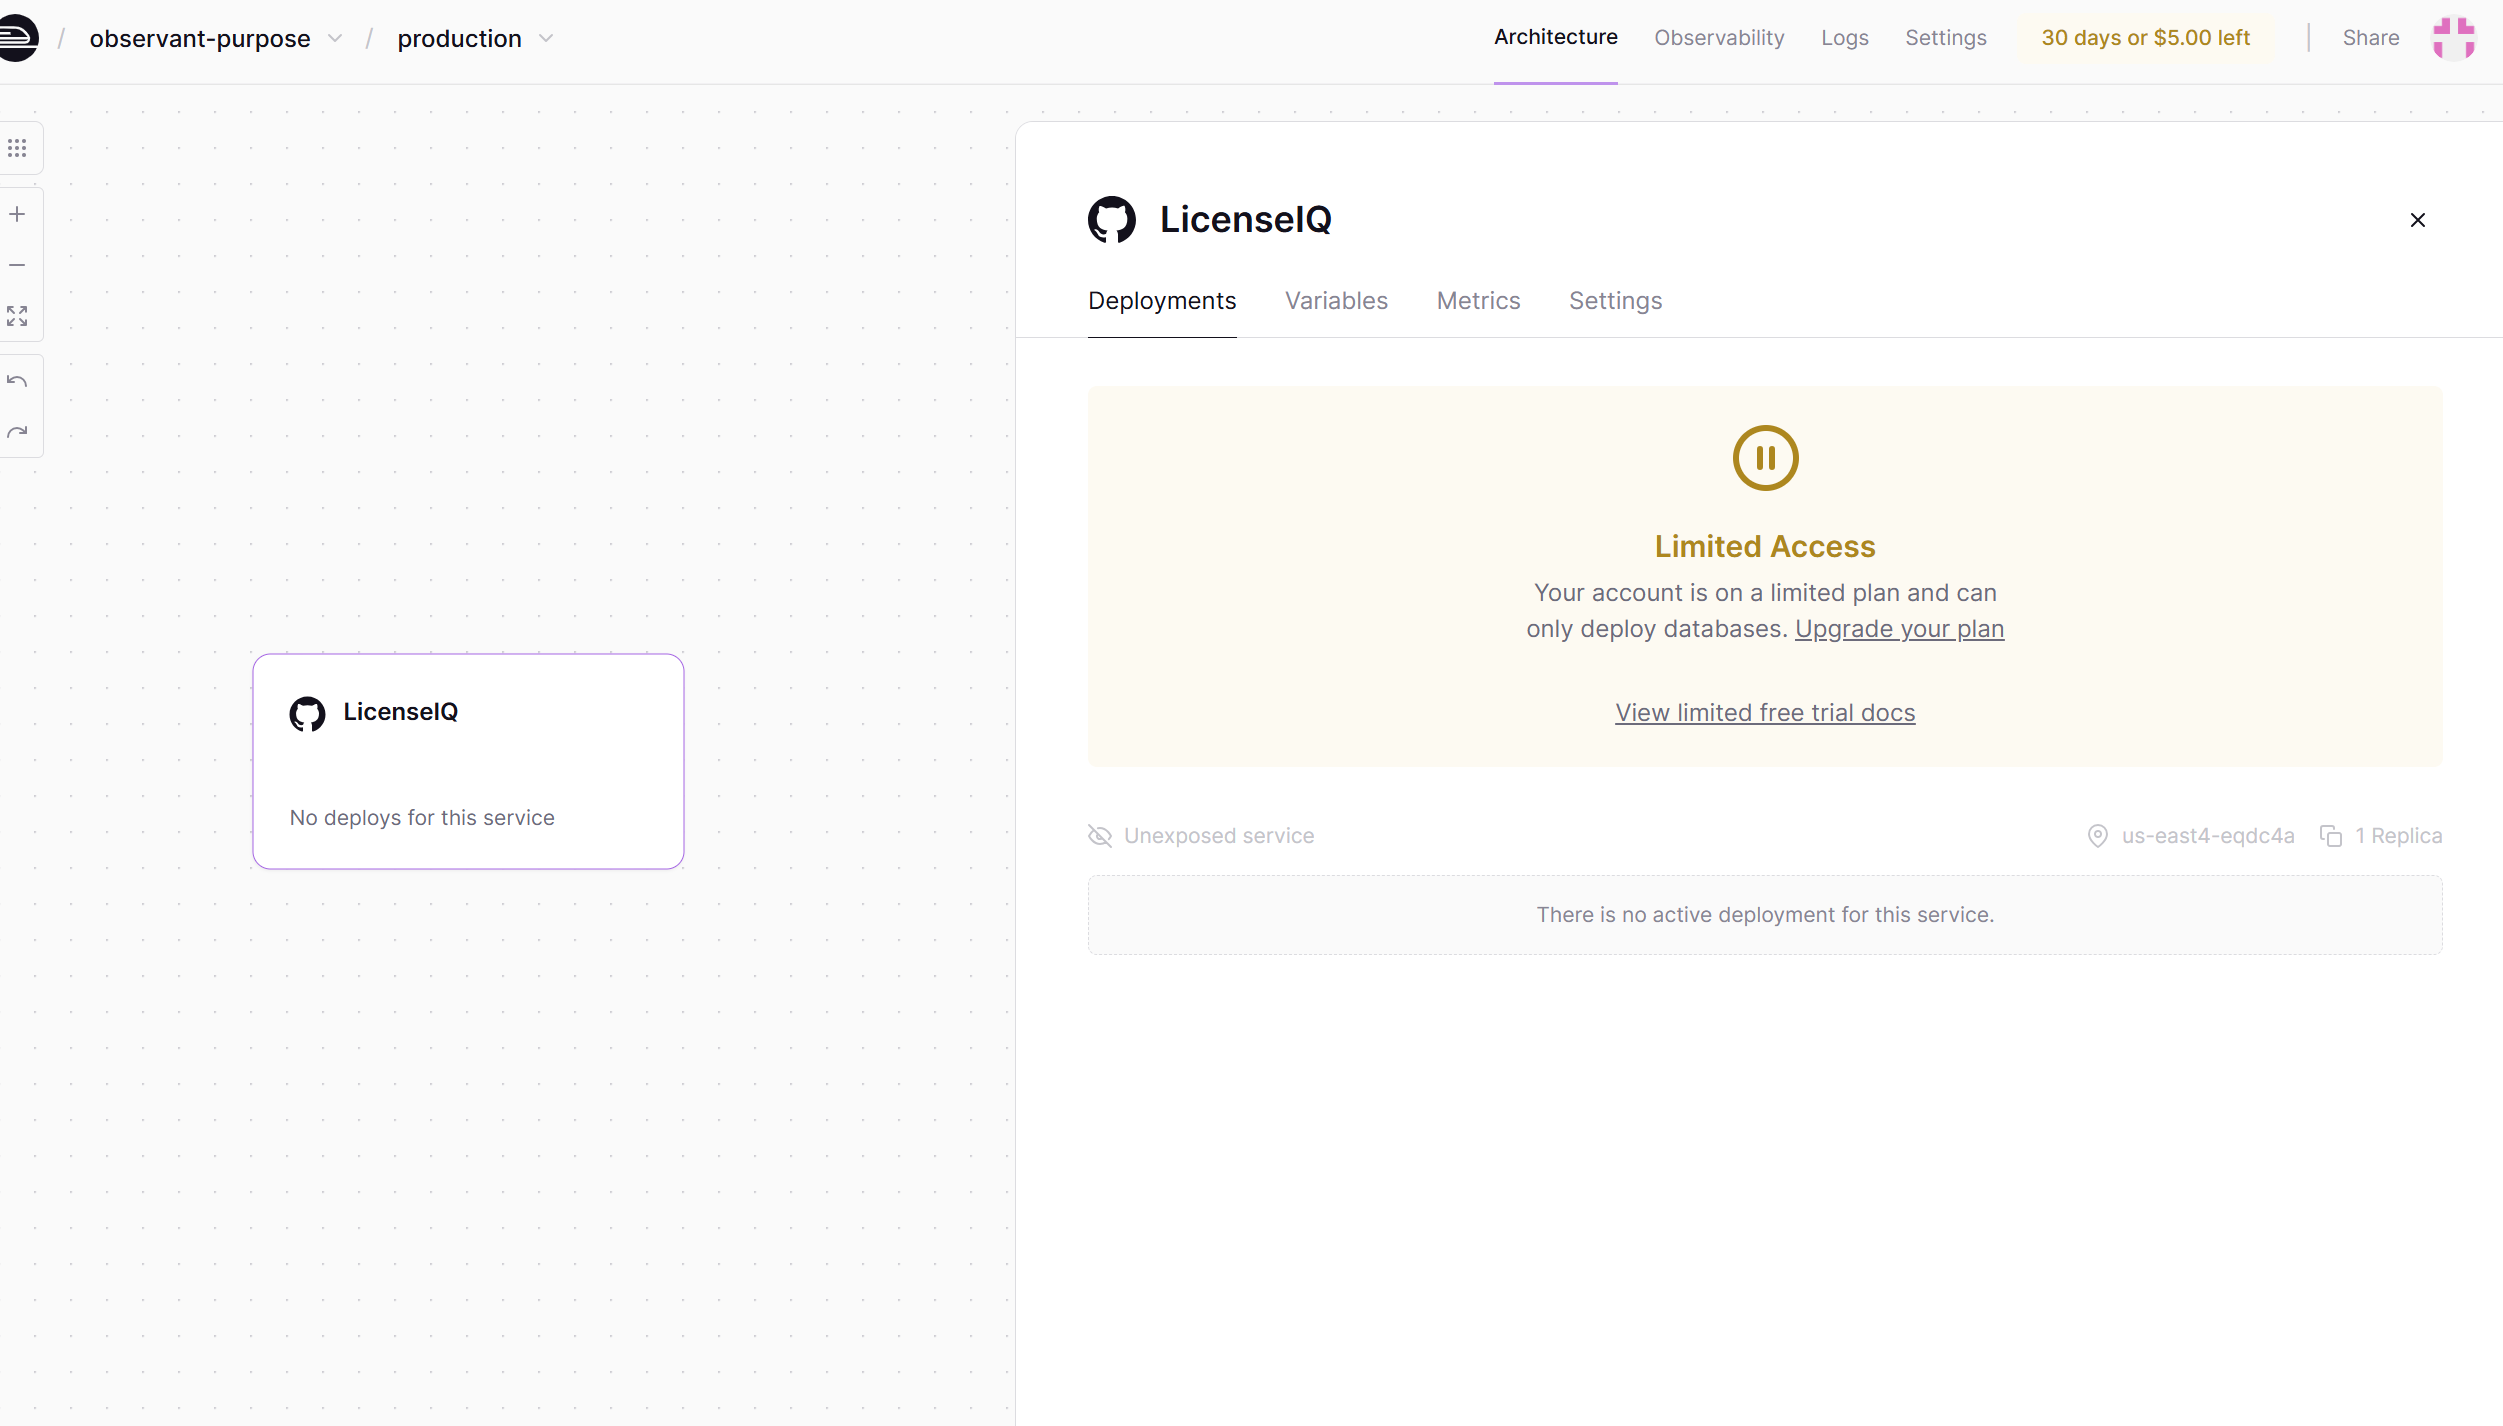 / observant-purpose / production
Architecture Observability Logs Settings 30 days or $5.00 left Share
LicenseIQ
Deployments Variables Metrics Settings
Limited Access
Your account is on a limited plan and can
only deploy databases. Upgrade your plan
View limited free trial docs
Unexposed service us-east4-eqdc4a 1 Replica
There is no active deployment for this service.
LicenseIQ
No deploys for this service